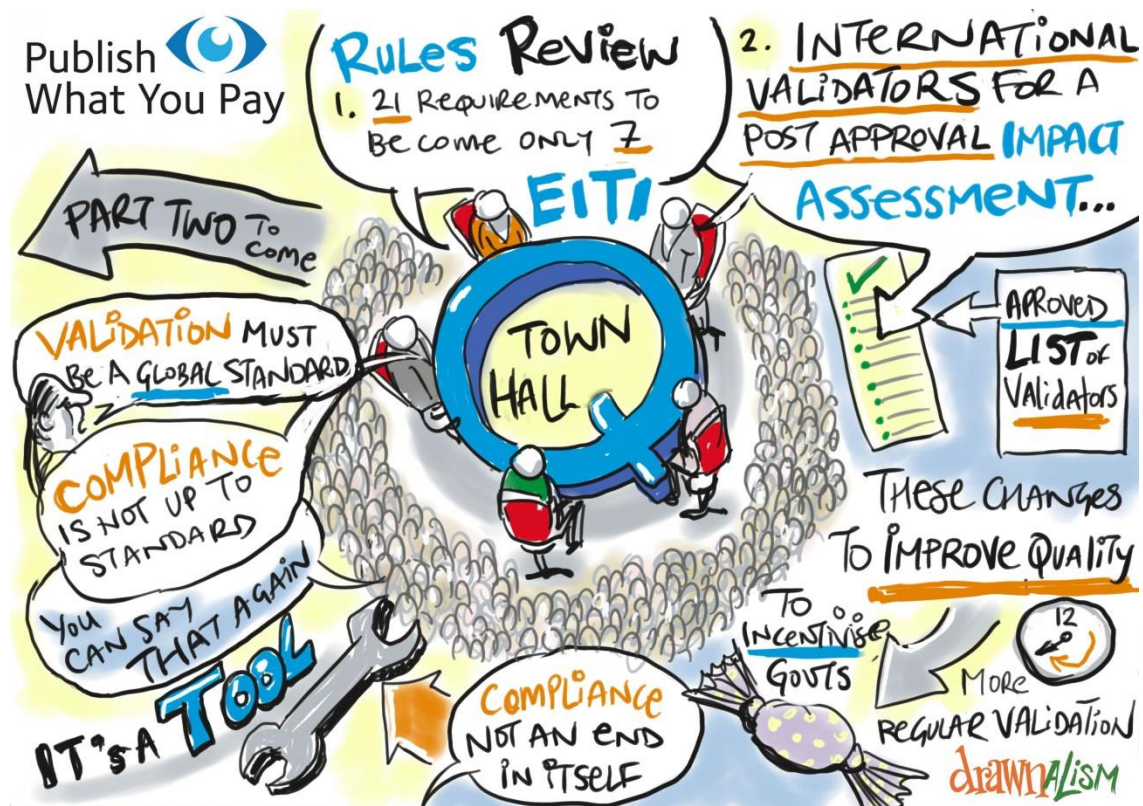 Publish
What You Pay
RULES REVIEW
1. 21 REQUIREMENTS TO
BECOME ONLY 7
EITI
2. INTERNATIONAL
VALIDATORS FOR A
POST APPROVAL IMPACT
ASSESSMENT...
PART TWO TO
COME
TOWN
HALL
APROVED
LIST OF
VALIDATORS
VALIDATION MUST
BE A GLOBAL STANDARD
COMPLIANCE
IS NOT UP TO
STANDARD
YOU
CAN SAY
THAT AGAIN
IT'S A TOOL
THESE CHANGES
TO IMPROVE QUALITY
TO
INCENTIVISE
GOVTS
12
MORE
REGULAR VALIDATION
COMPLIANCE
NOT AN END
IN ITSELF
drawnALISM